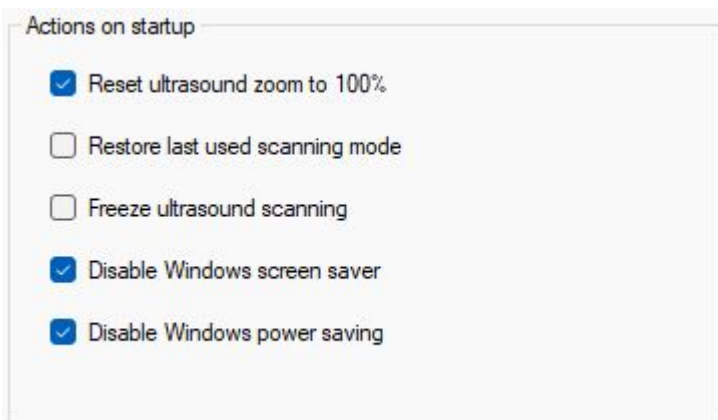 Actions on startup
Reset ultrasound zoom to 100%
Restore last used scanning mode
Freeze ultrasound scanning
Disable Windows screen saver
Disable Windows power saving